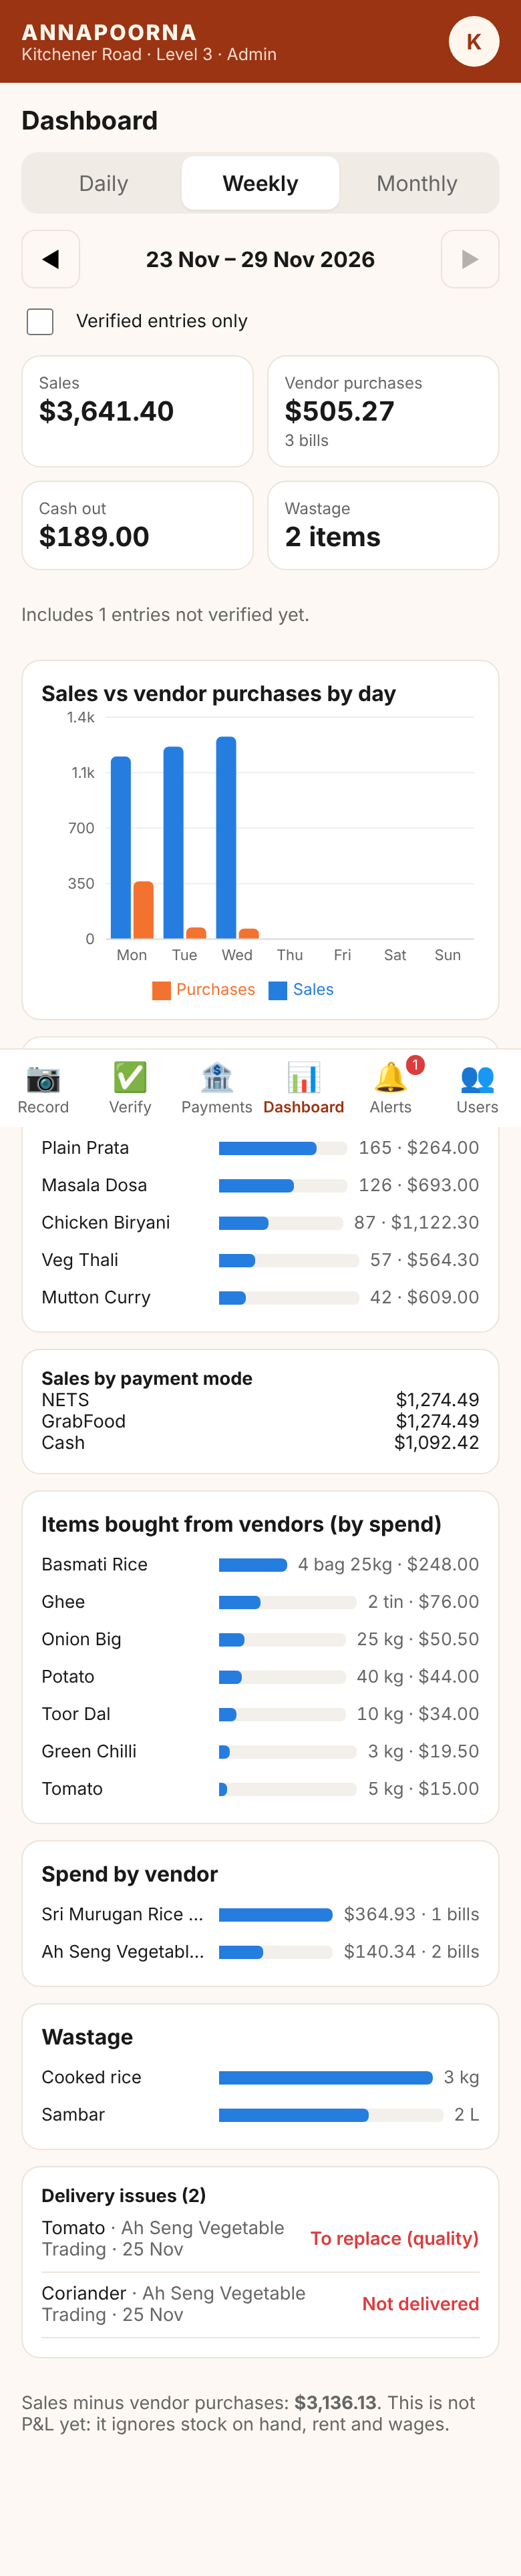 ANNAPOORNA
Kitchener Road · Level 3 · Admin
K
Dashboard
Daily
Weekly
Monthly
23 Nov – 29 Nov 2026
Verified entries only
Sales
$3,641.40
Vendor purchases
$505.27
3 bills
Cash out
$189.00
Wastage
2 items
Includes 1 entries not verified yet.
Sales vs vendor purchases by day
1.4k
1.1k
700
350
0
Mon Tue Wed Thu Fri Sat Sun
Purchases Sales
1
Record Verify Payments Dashboard Alerts Users
Plain Prata 165 · $264.00
Masala Dosa 126 · $693.00
Chicken Biryani 87 · $1,122.30
Veg Thali 57 · $564.30
Mutton Curry 42 · $609.00
Sales by payment mode
NETS $1,274.49
GrabFood $1,274.49
Cash $1,092.42
Items bought from vendors (by spend)
Basmati Rice 4 bag 25kg · $248.00
Ghee 2 tin · $76.00
Onion Big 25 kg · $50.50
Potato 40 kg · $44.00
Toor Dal 10 kg · $34.00
Green Chilli 3 kg · $19.50
Tomato 5 kg · $15.00
Spend by vendor
Sri Murugan Rice ... $364.93 · 1 bills
Ah Seng Vegetabl... $140.34 · 2 bills
Wastage
Cooked rice 3 kg
Sambar 2 L
Delivery issues (2)
Tomato · Ah Seng Vegetable
Trading · 25 Nov
To replace (quality)
Coriander · Ah Seng Vegetable
Trading · 25 Nov
Not delivered
Sales minus vendor purchases: $3,136.13. This is not
P&L yet: it ignores stock on hand, rent and wages.